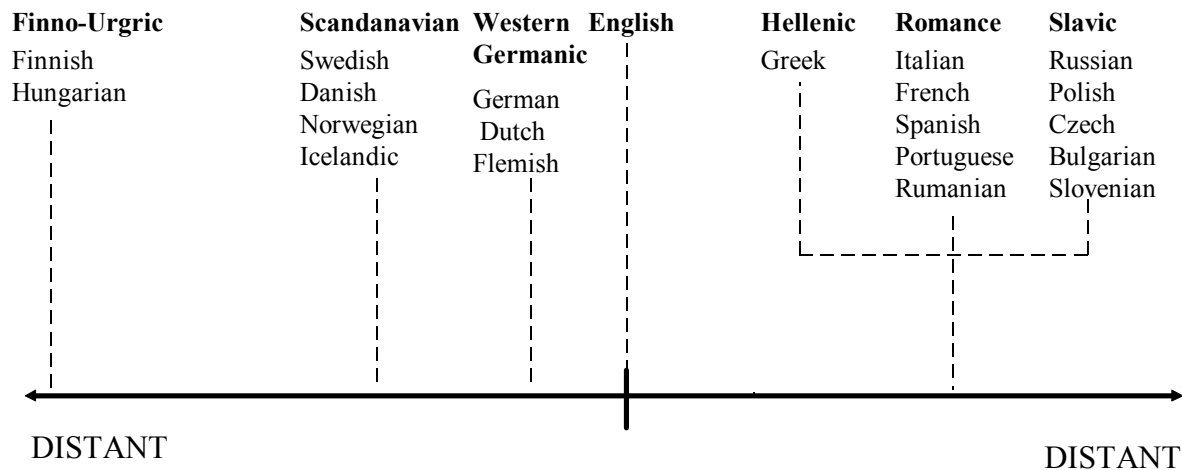 Finno-Urgric
Finnish
Hungarian
Scandanavian
Swedish
Danish
Norwegian
Icelandic
Western
Germanic
German
Dutch
Flemish
English
Hellenic
Greek
Romance
Italian
French
Spanish
Portuguese
Rumanian
Slavic
Russian
Polish
Czech
Bulgarian
Slovenian
DISTANT
DISTANT